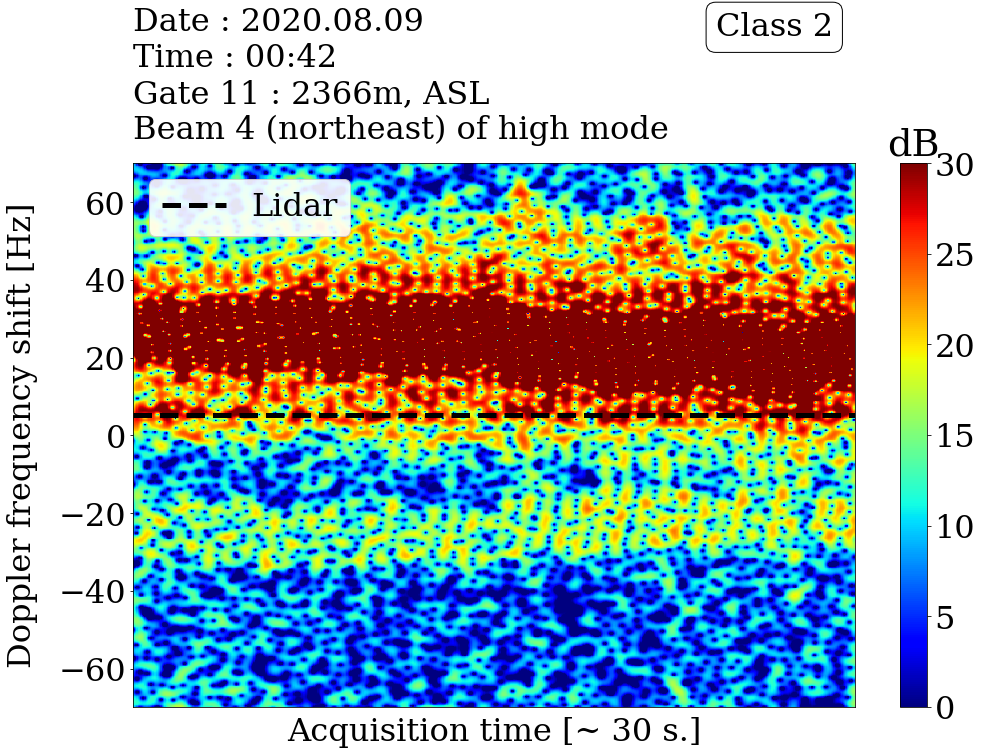 Date : 2020.08.09
Time : 00:42
Gate 11 : 2366m, ASL
Beam 4 (northeast) of high mode
Class 2
dB
Lidar
Doppler frequency shift [Hz]
60
40
20
0
−20
−40
−60
30
25
20
15
10
5
0
Acquisition time [~ 30 s.]